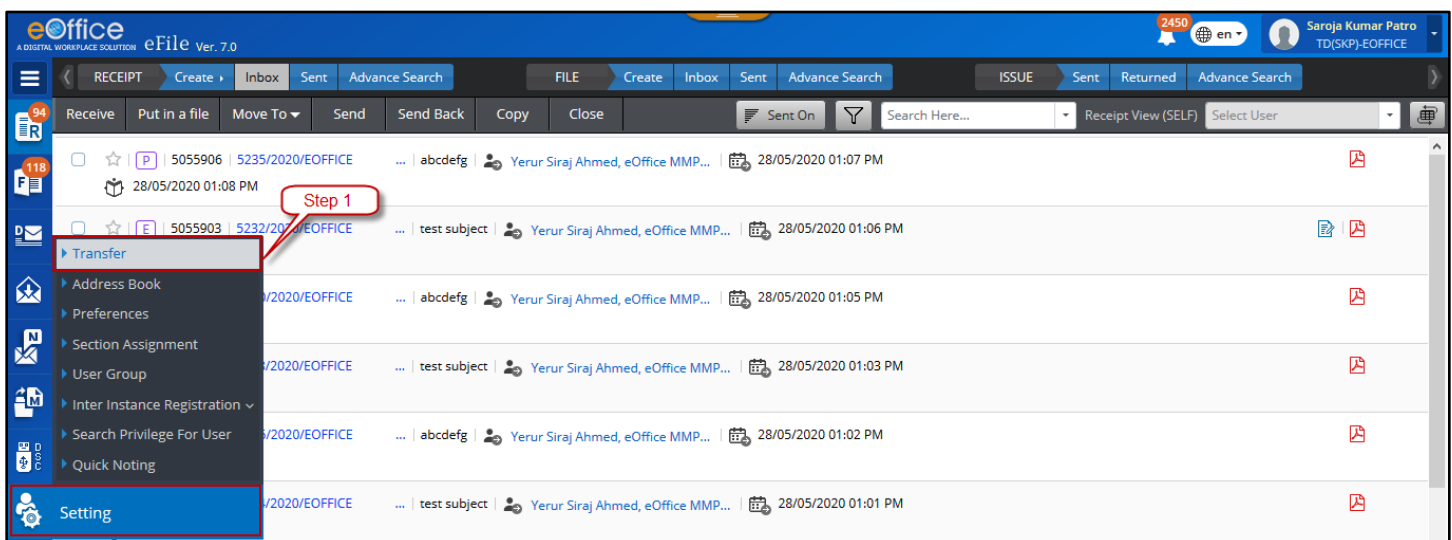 eOffice
A DIGITAL WORKPLACE SOLUTION eFile Ver. 7.0
2450 en Saroja Kumar Patro
TD(SKP)-EOFFICE
RECEIPT Create Inbox Sent Advance Search FILE Create Inbox Sent Advance Search ISSUE Sent Returned Advance Search
94 R Receive Put in a file Move To Send Send Back Copy Close Sent On Search Here... Receipt View (SELF) Select User
118 F P 5055906 5235/2020/EOFFICE ... abcdefg Yerur Siraj Ahmed, eOffice MMP... 28/05/2020 01:07 PM
28/05/2020 01:08 PM
Step 1
D E 5055903 5232/2020/EOFFICE ... test subject Yerur Siraj Ahmed, eOffice MMP... 28/05/2020 01:06 PM
Transfer
Address Book
/2020/EOFFICE ... abcdefg Yerur Siraj Ahmed, eOffice MMP... 28/05/2020 01:05 PM
Preferences
N Section Assignment
/2020/EOFFICE ... test subject Yerur Siraj Ahmed, eOffice MMP... 28/05/2020 01:03 PM
User Group
M Inter Instance Registration
Search Privilege For User
/2020/EOFFICE ... abcdefg Yerur Siraj Ahmed, eOffice MMP... 28/05/2020 01:02 PM
DSC Quick Noting
Setting
/2020/EOFFICE ... test subject Yerur Siraj Ahmed, eOffice MMP... 28/05/2020 01:01 PM